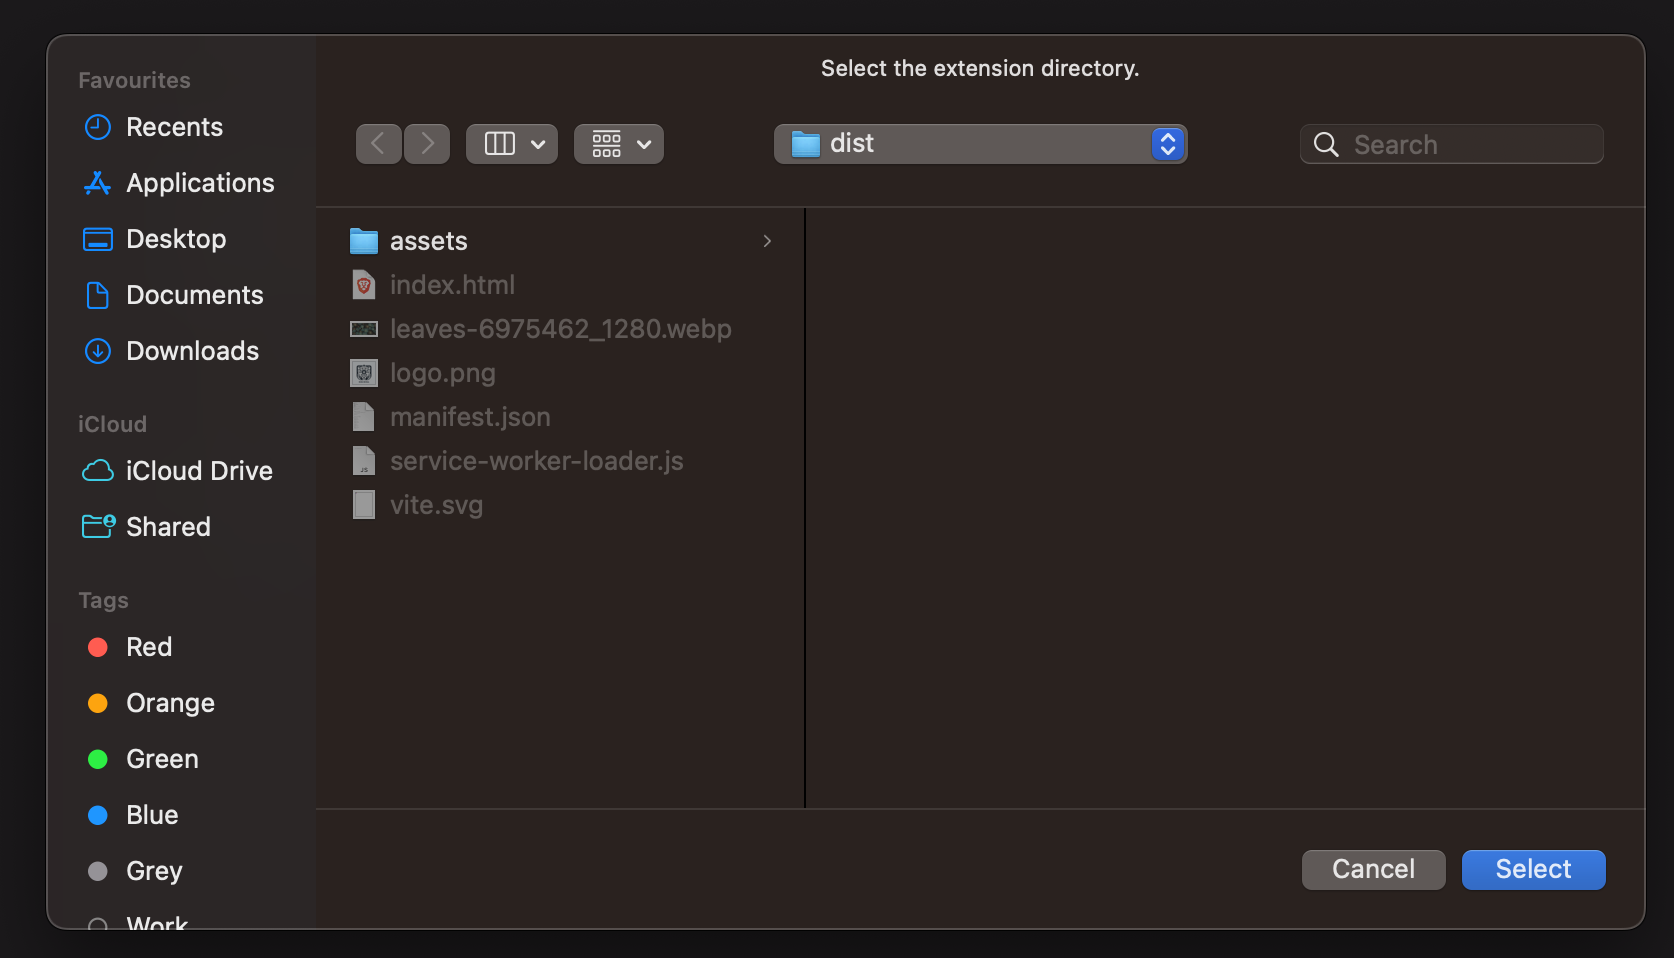 Favourites
Recents
Applications
Desktop
Documents
Downloads
iCloud
iCloud Drive
Shared
Tags
Red
Orange
Green
Blue
Grey
Work
Select the extension directory.
dist
Search
assets
index.html
leaves-6975462_1280.webp
logo.png
manifest.json
JS
service-worker-loader.js
vite.svg
Cancel
Select